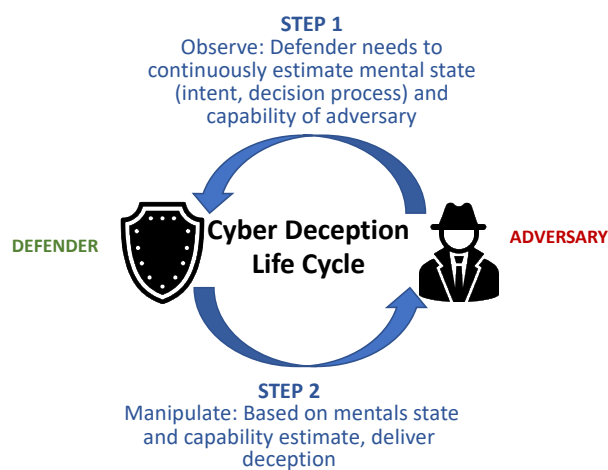 STEP 1
Observe: Defender needs to
continuously estimate mental state
(intent, decision process) and
capability of adversary
DEFENDER
Cyber Deception
Life Cycle
ADVERSARY
STEP 2
Manipulate: Based on mentals state
and capability estimate, deliver
deception